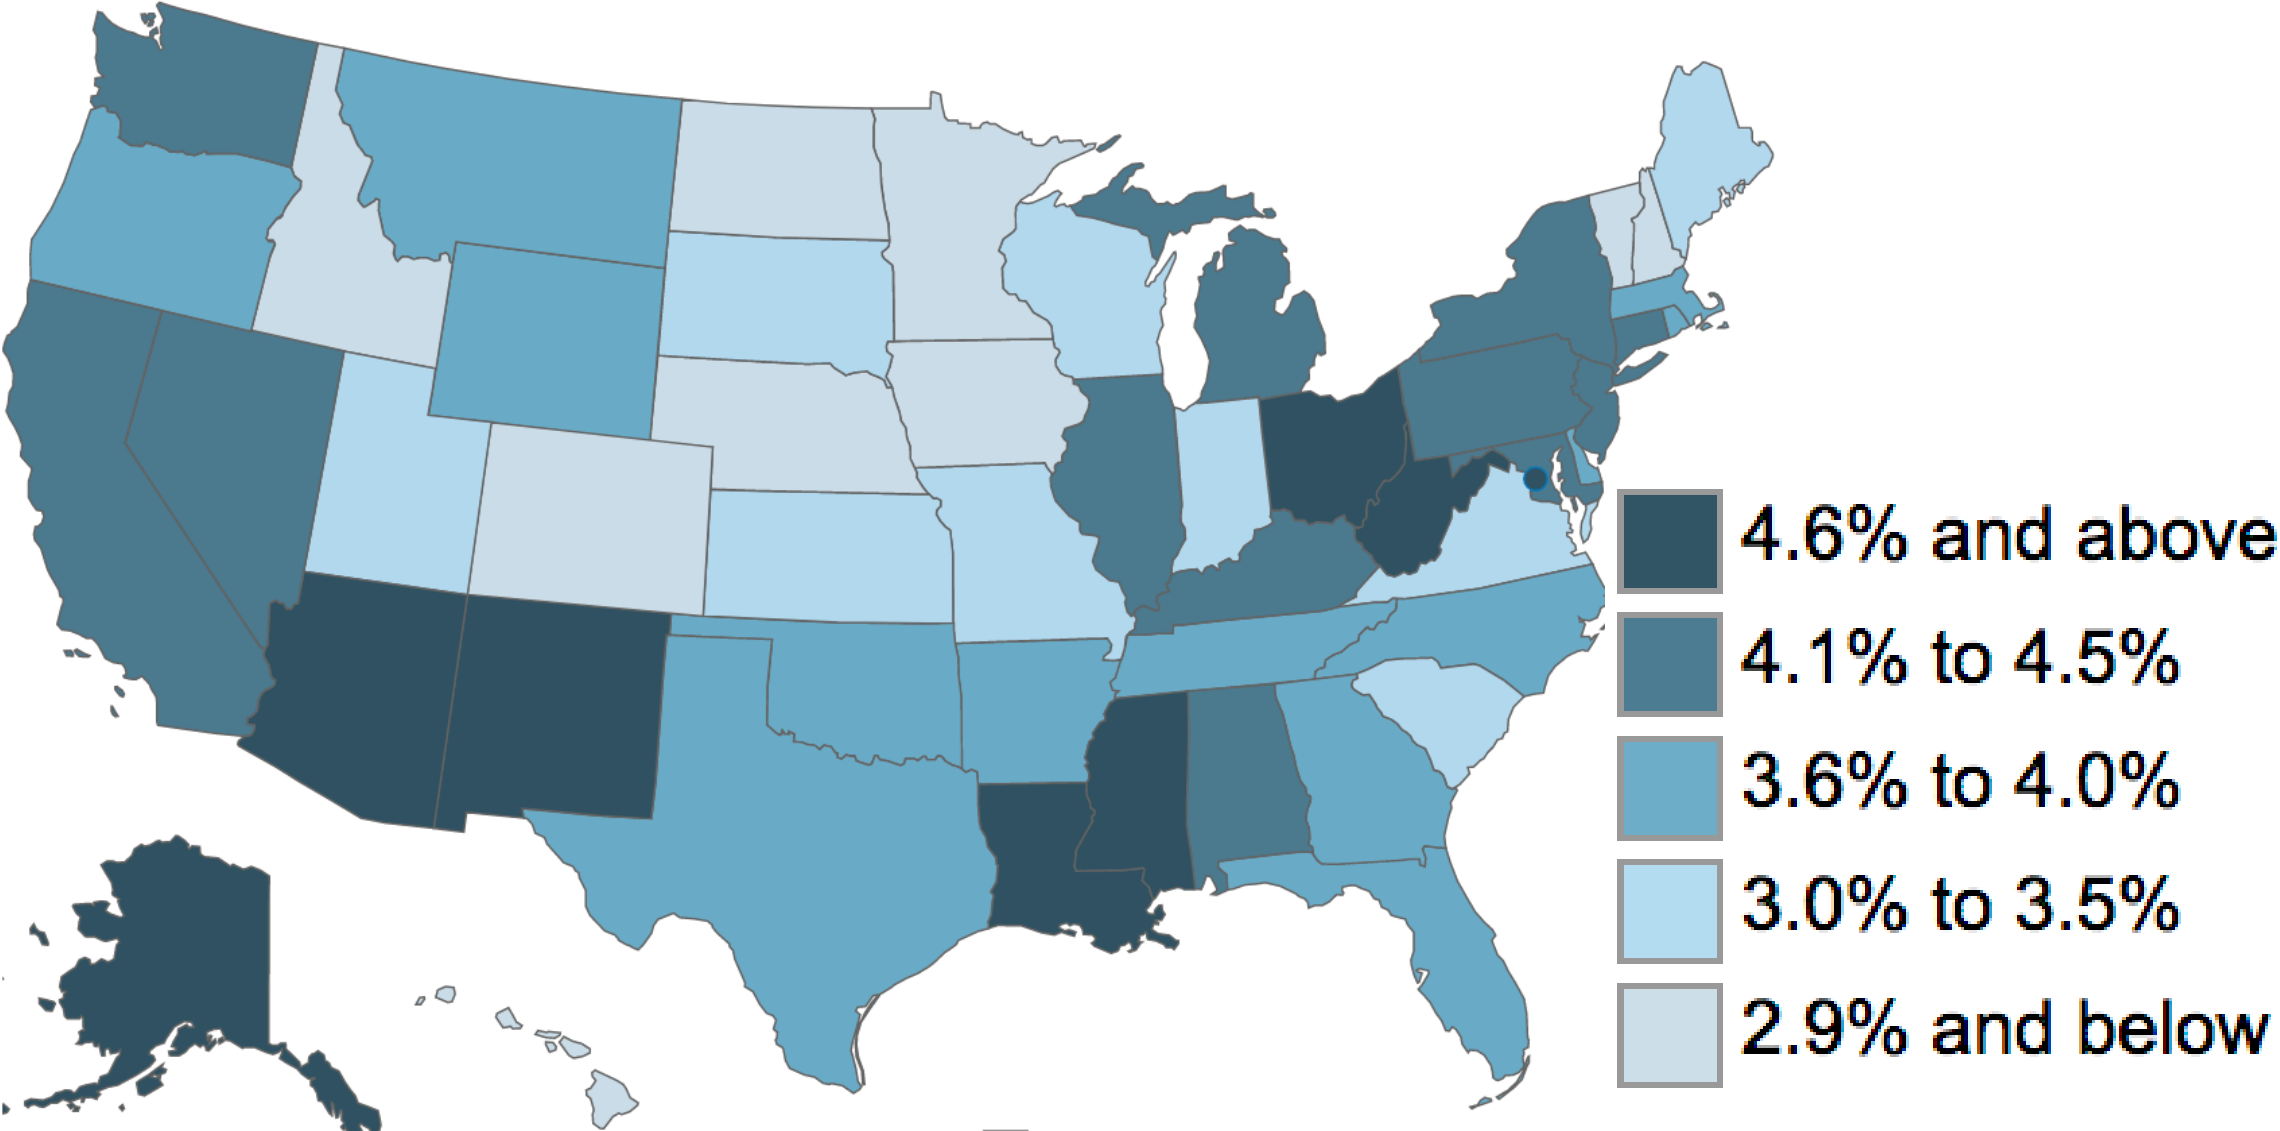 4.6% and above
4.1% to 4.5%
3.6% to 4.0%
3.0% to 3.5%
2.9% and below